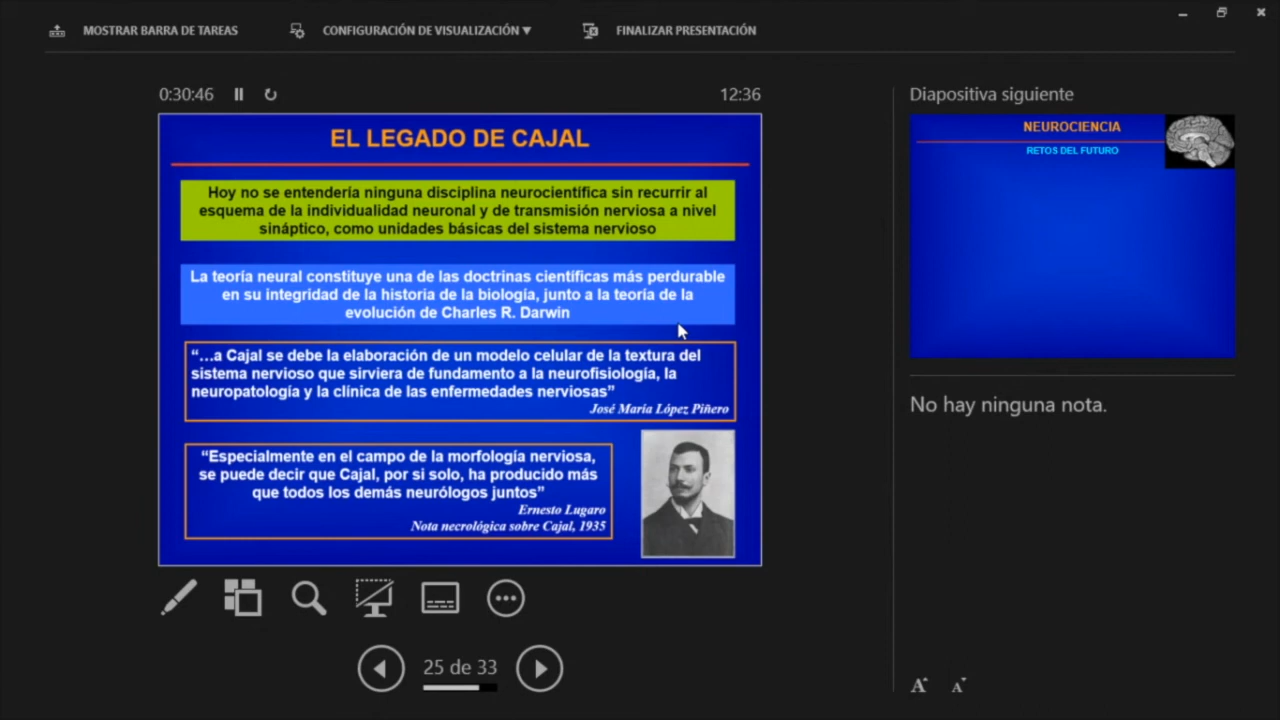 MOSTRAR BARRA DE TAREAS
CONFIGURACIÓN DE VISUALIZACIÓN ▼
FINALIZAR PRESENTACIÓN
0:30:46
12:36
EL LEGADO DE CAJAL
Hoy no se entendería ninguna disciplina neurocientífica sin recurrir al
esquema de la individualidad neuronal y de transmisión nerviosa a nivel
sináptico, como unidades básicas del sistema nervioso
La teoría neural constituye una de las doctrinas científicas más perdurable
en su integridad de la historia de la biología, junto a la teoría de la
evolución de Charles R. Darwin
“…a Cajal se debe la elaboración de un modelo celular de la textura del
sistema nervioso que sirviera de fundamento a la neurofisiología, la
neuropatología y la clínica de las enfermedades nerviosas”
José María López Piñero
“Especialmente en el campo de la morfología nerviosa,
se puede decir que Cajal, por si solo, ha producido más
que todos los demás neurólogos juntos”
Ernesto Lugaro
Nota necrológica sobre Cajal, 1935
25 de 33
Diapositiva siguiente
NEUROCIENCIA
RETOS DEL FUTURO
No hay ninguna nota.
A A